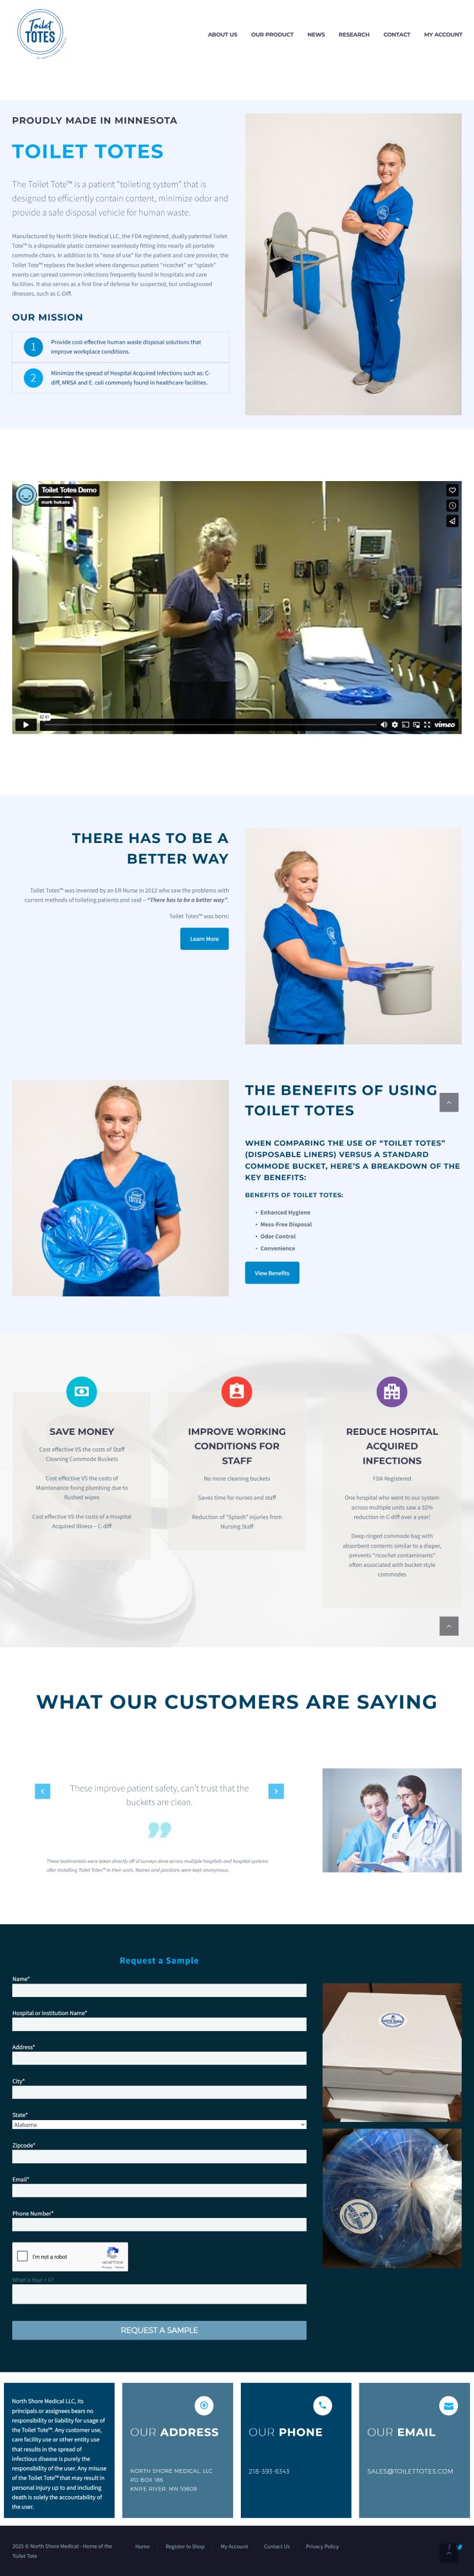 Toilet
TOTES
ABOUT US
OUR PRODUCT
NEWS
RESEARCH
CONTACT
MY ACCOUNT
PROUDLY MADE IN MINNESOTA
TOILET TOTES
The Toilet Tote™ is a patient “toileting system” that is
designed to efficiently contain content, minimize odor and
provide a safe disposal vehicle for human waste.
Manufactured by North Shore Medical LLC, the FDA registered, dually patented Toilet
Tote™ is a disposable plastic container seamlessly fitting into nearly all portable
commode chairs. In addition to its “ease of use” for the patient and care provider, the
Toilet Tote™ replaces the bucket where dangerous patient “ricochet” or “splash”
events can spread common infections frequently found in hospitals and care
facilities. It also serves as a first line of defense for suspected, but undiagnosed
illnesses, such as C-Diff.
OUR MISSION
1
Provide cost-effective human waste disposal solutions that
improve workplace conditions.
2
Minimize the spread of Hospital Acquired Infections such as: C-
diff, MRSA and E. coli commonly found in healthcare facilities.
Toilet Totes Demo
mark hokans
02:41
vimeo
THERE HAS TO BE A
BETTER WAY
Toilet Totes™ was invented by an ER Nurse in 2012 who saw the problems with
current methods of toileting patients and said – “There has to be a better way”.
Toilet Totes™ was born!
Learn More
Toilet
TOTES
THE BENEFITS OF USING
TOILET TOTES
WHEN COMPARING THE USE OF “TOILET TOTES”
(DISPOSABLE LINERS) VERSUS A STANDARD
COMMODE BUCKET, HERE’S A BREAKDOWN OF THE
KEY BENEFITS:
BENEFITS OF TOILET TOTES:
• Enhanced Hygiene
• Mess-Free Disposal
• Odor Control
• Convenience
View Benefits
SAVE MONEY
Cost effective VS the costs of Staff
Cleaning Commode Buckets
Cost effective VS the costs of
Maintenance fixing plumbing due to
flushed wipes
Cost effective VS the costs of a Hospital
Acquired Illness – C-diff
IMPROVE WORKING
CONDITIONS FOR
STAFF
No more cleaning buckets
Saves time for nurses and staff
Reduction of “Splash” injuries from
Nursing Staff
REDUCE HOSPITAL
ACQUIRED
INFECTIONS
FDA Registered
One hospital who went to our system
across multiple units saw a 32%
reduction in C-diff over a year!
Deep ringed commode bag with
absorbent contents similar to a diaper,
prevents “ricochet contaminants”
often associated with bucket style
commodes
WHAT OUR CUSTOMERS ARE SAYING
These improve patient safety, can’t trust that the
buckets are clean.
These testimonials were taken directly off of surveys done across multiple hospitals and hospital systems
after installing Toilet Totes™ in their units. Names and positions were kept anonymous.
Request a Sample
Name*
Hospital or Institution Name*
Address*
City*
State*
Alabama
Zipcode*
Email*
Phone Number*
I'm not a robot
reCAPTCHA
Privacy - Terms
What is four + 6?
REQUEST A SAMPLE
North Shore Medical LLC, its
principals or assignees bears no
responsibility or liability for usage of
the Toilet Tote™. Any customer use,
care facility use or other entity use
that results in the spread of
infectious disease is purely the
responsibility of the user. Any misuse
of the Toilet Tote™ that may result in
personal injury up to and including
death is solely the accountability of
the user.
OUR ADDRESS
NORTH SHORE MEDICAL, LLC
PO BOX 186
KNIFE RIVER, MN 55609
OUR PHONE
218-393-6343
OUR EMAIL
SALES@TOILETTOTES.COM
2025 © North Shore Medical - Home of the
Toilet Tote
Home
Register to Shop
My Account
Contact Us
Privacy Policy